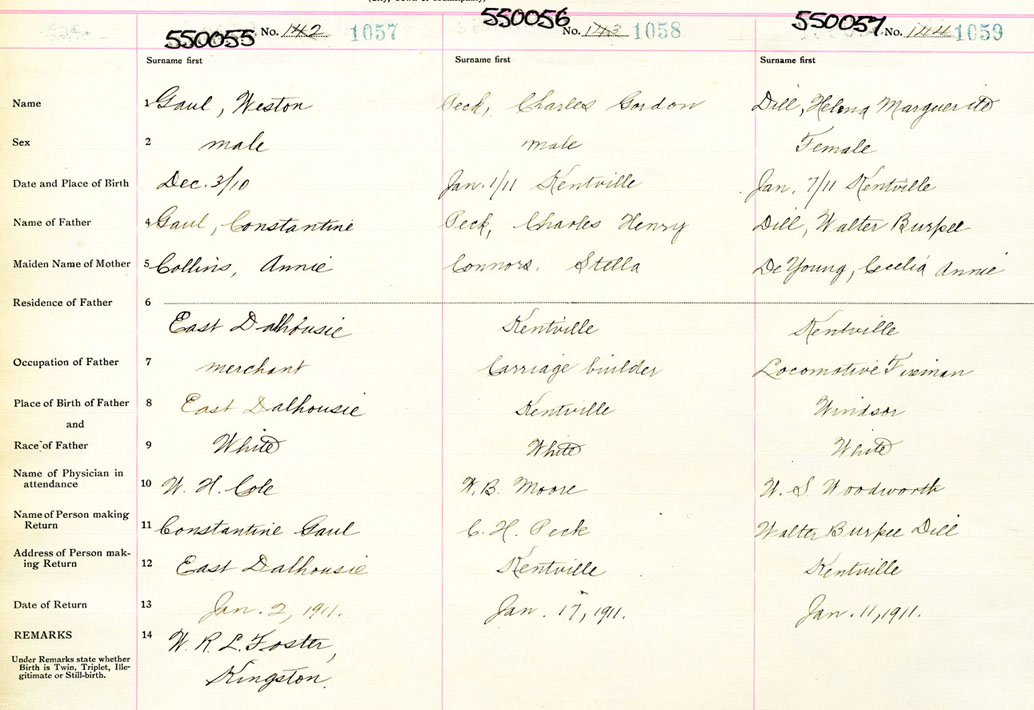 550055 No. 142 1057 550056 No. 143 1058 550057 No. 144 1059
Surname first Surname first Surname first
Name 1 Gaul, Weston Peck, Charles Gordon Dill, Helena Marguerite
Sex 2 male male Female
Date and Place of Birth Dec. 3/10 Jan. 1/11 Kentville Jan. 7/11 Kentville
Name of Father 4 Gaul, Constantine Peck, Charles Henry Dill, Walter Burpee
Maiden Name of Mother 5 Collins, Annie Connors. Stella DeYoung, Cecelia Annie
Residence of Father 6
East Dalhousie Kentville Kentville
Occupation of Father 7 merchant Carriage builder Locomotive Fireman
Place of Birth of Father 8 East Dalhousie Kentville Windsor
and
Race of Father 9 White White White
Name of Physician in
attendance 10 W. H. Cole W. B. Moore W. S. Woodworth
Name of Person making
Return 11 Constantine Gaul C. H. Peck Walter Burpee Dill
Address of Person mak-
ing Return 12 East Dalhousie Kentville Kentville
Date of Return 13 Jan. 2, 1911. Jan. 17, 1911. Jan. 11, 1911.
REMARKS 14 W. R. L. Foster,
Under Remarks state whether
Birth is Twin, Triplet, Ille-
gitimate or Still-birth.
Kingston